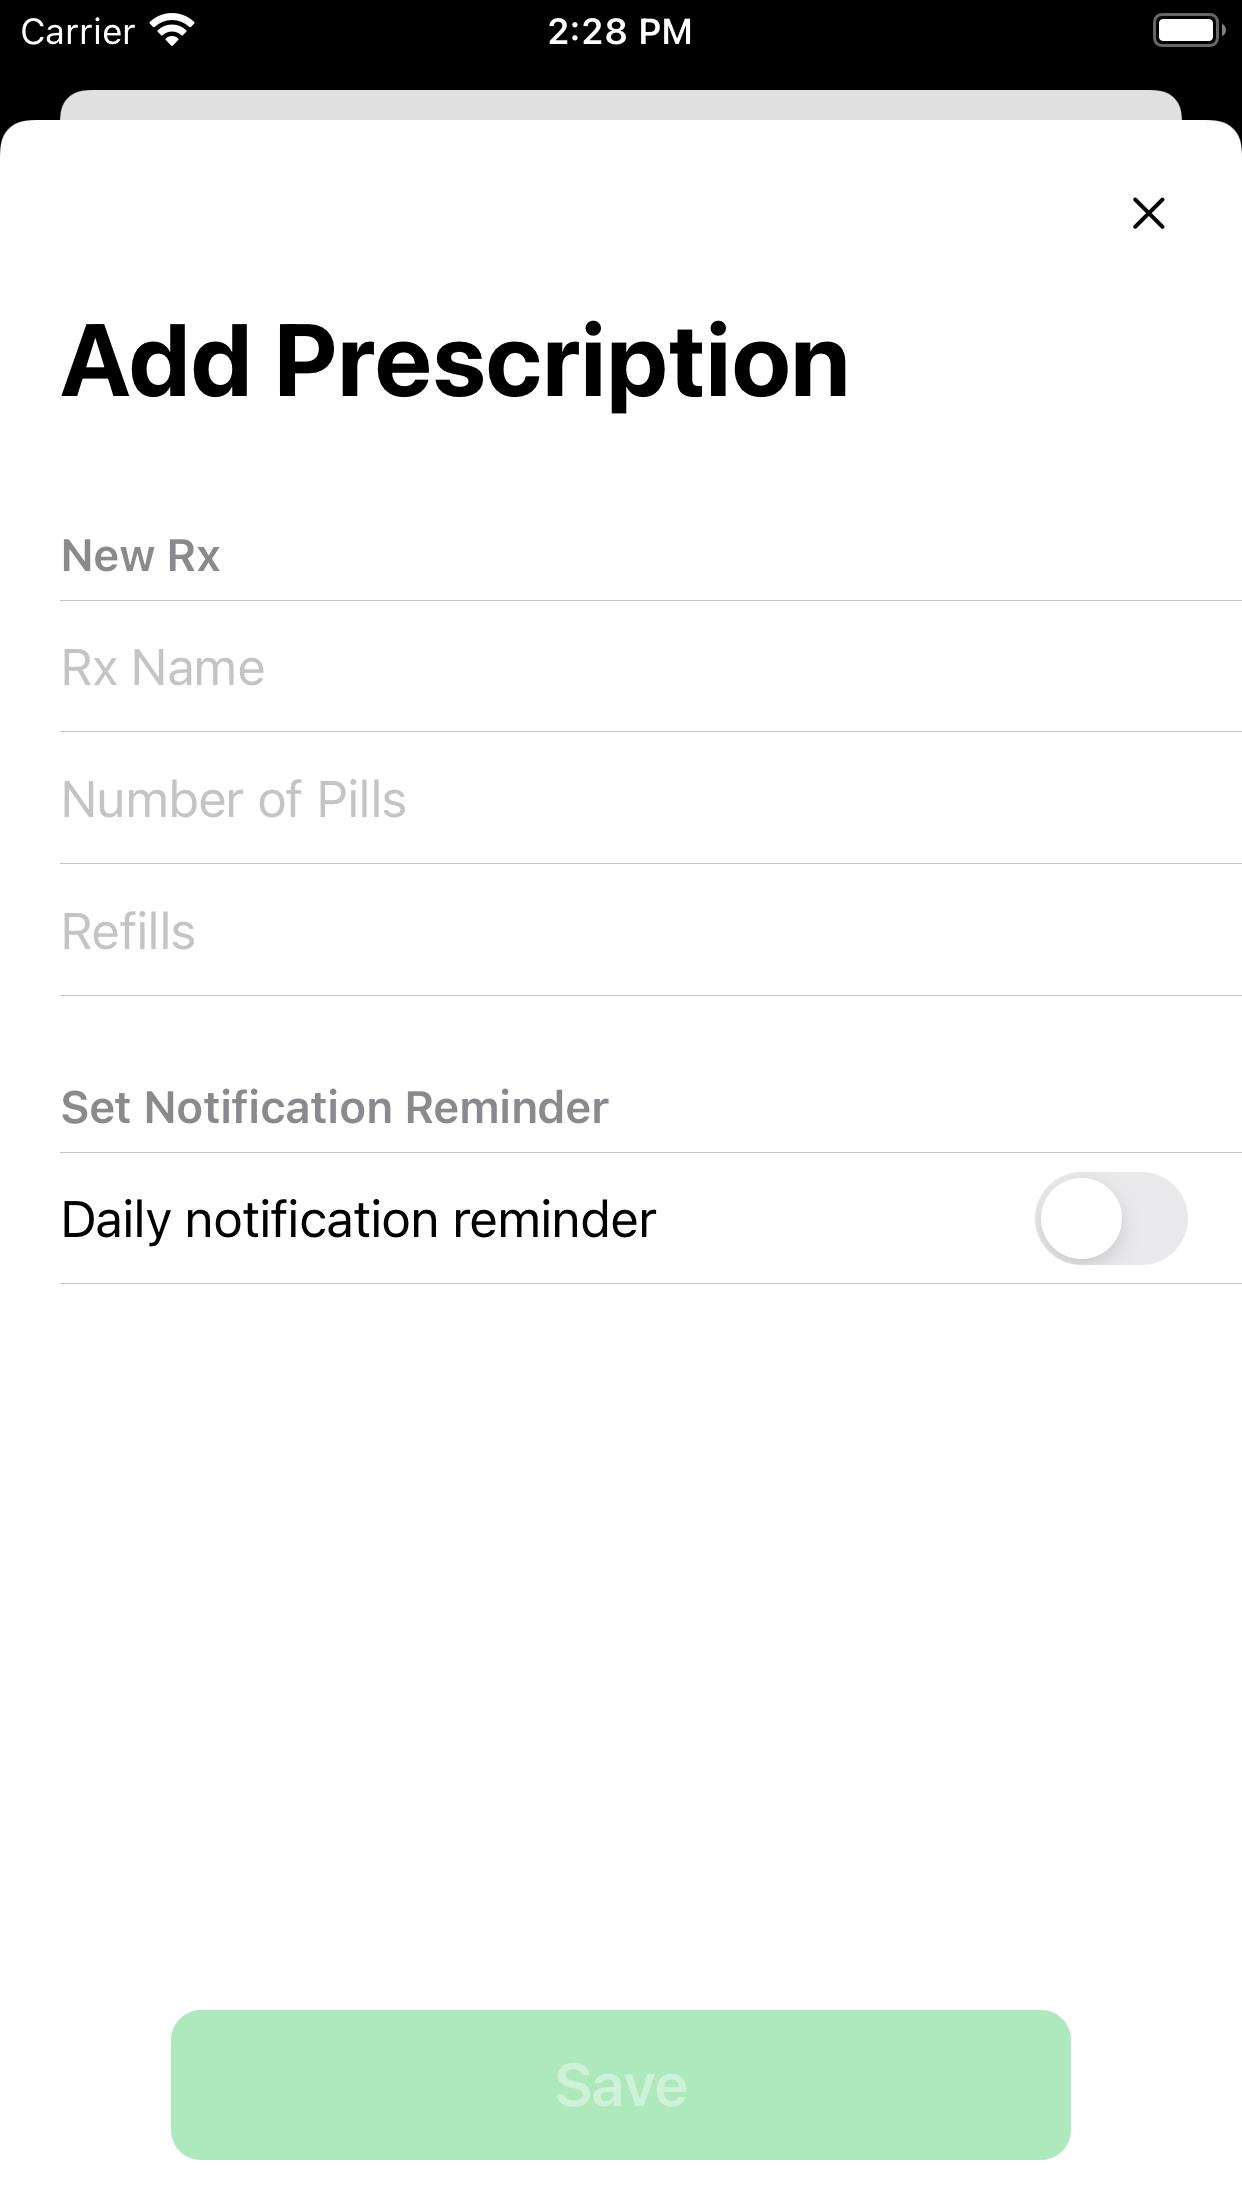 Carrier 2:28 PM
Add Prescription
New Rx
Rx Name
Number of Pills
Refills
Set Notification Reminder
Daily notification reminder
Save